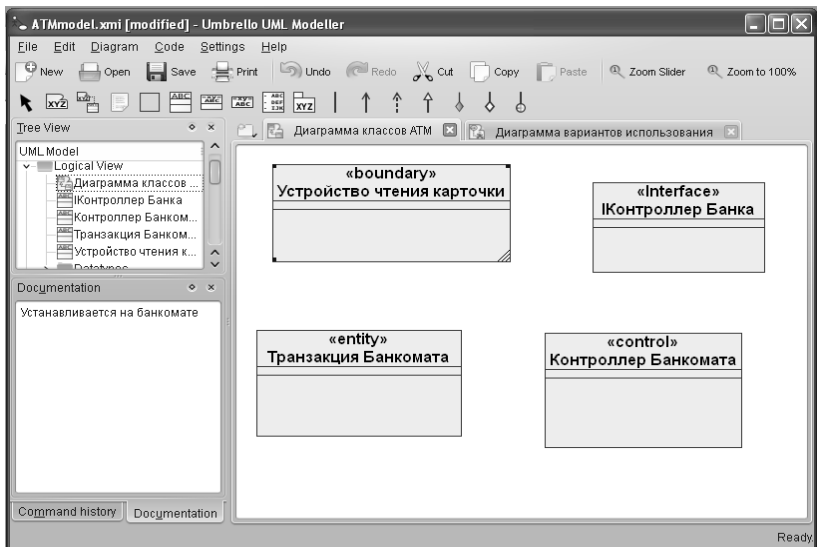 ATMmodel.xmi [modified] - Umbrello UML Modeller
File Edit Diagram Code Settings Help
New Open Save Print Undo Redo Cut Copy Paste Zoom Slider Zoom to 100%
Tree View
Диаграмма классов ATM
Диаграмма вариантов использования
UML Model
Logical View
Диаграмма классов ...
IКонтроллер Банка
Контроллер Банком...
Транзакция Банком...
Устройство чтения к...
Datatypes
Documentation
Устанавливается на банкомате
Command history Documentation
«boundary»
Устройство чтения карточки
«Interface»
IКонтроллер Банка
«entity»
Транзакция Банкомата
«control»
Контроллер Банкомата
Ready.